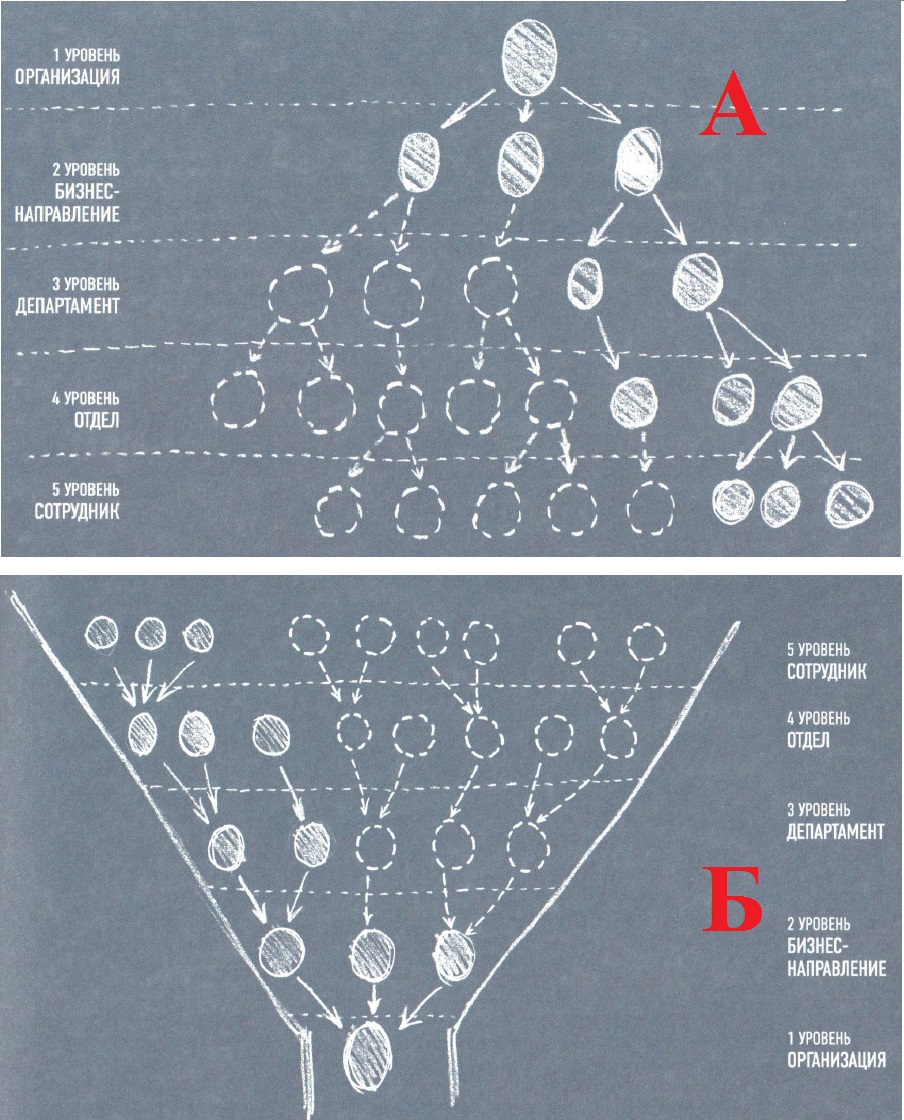 1 УРОВЕНЬ
ОРГАНИЗАЦИЯ
А
2 УРОВЕНЬ
БИЗНЕС-
НАПРАВЛЕНИЕ
3 УРОВЕНЬ
ДЕПАРТАМЕНТ
4 УРОВЕНЬ
ОТДЕЛ
5 УРОВЕНЬ
СОТРУДНИК
5 УРОВЕНЬ
СОТРУДНИК
4 УРОВЕНЬ
ОТДЕЛ
3 УРОВЕНЬ
ДЕПАРТАМЕНТ
Б
2 УРОВЕНЬ
БИЗНЕС-
НАПРАВЛЕНИЕ
1 УРОВЕНЬ
ОРГАНИЗАЦИЯ